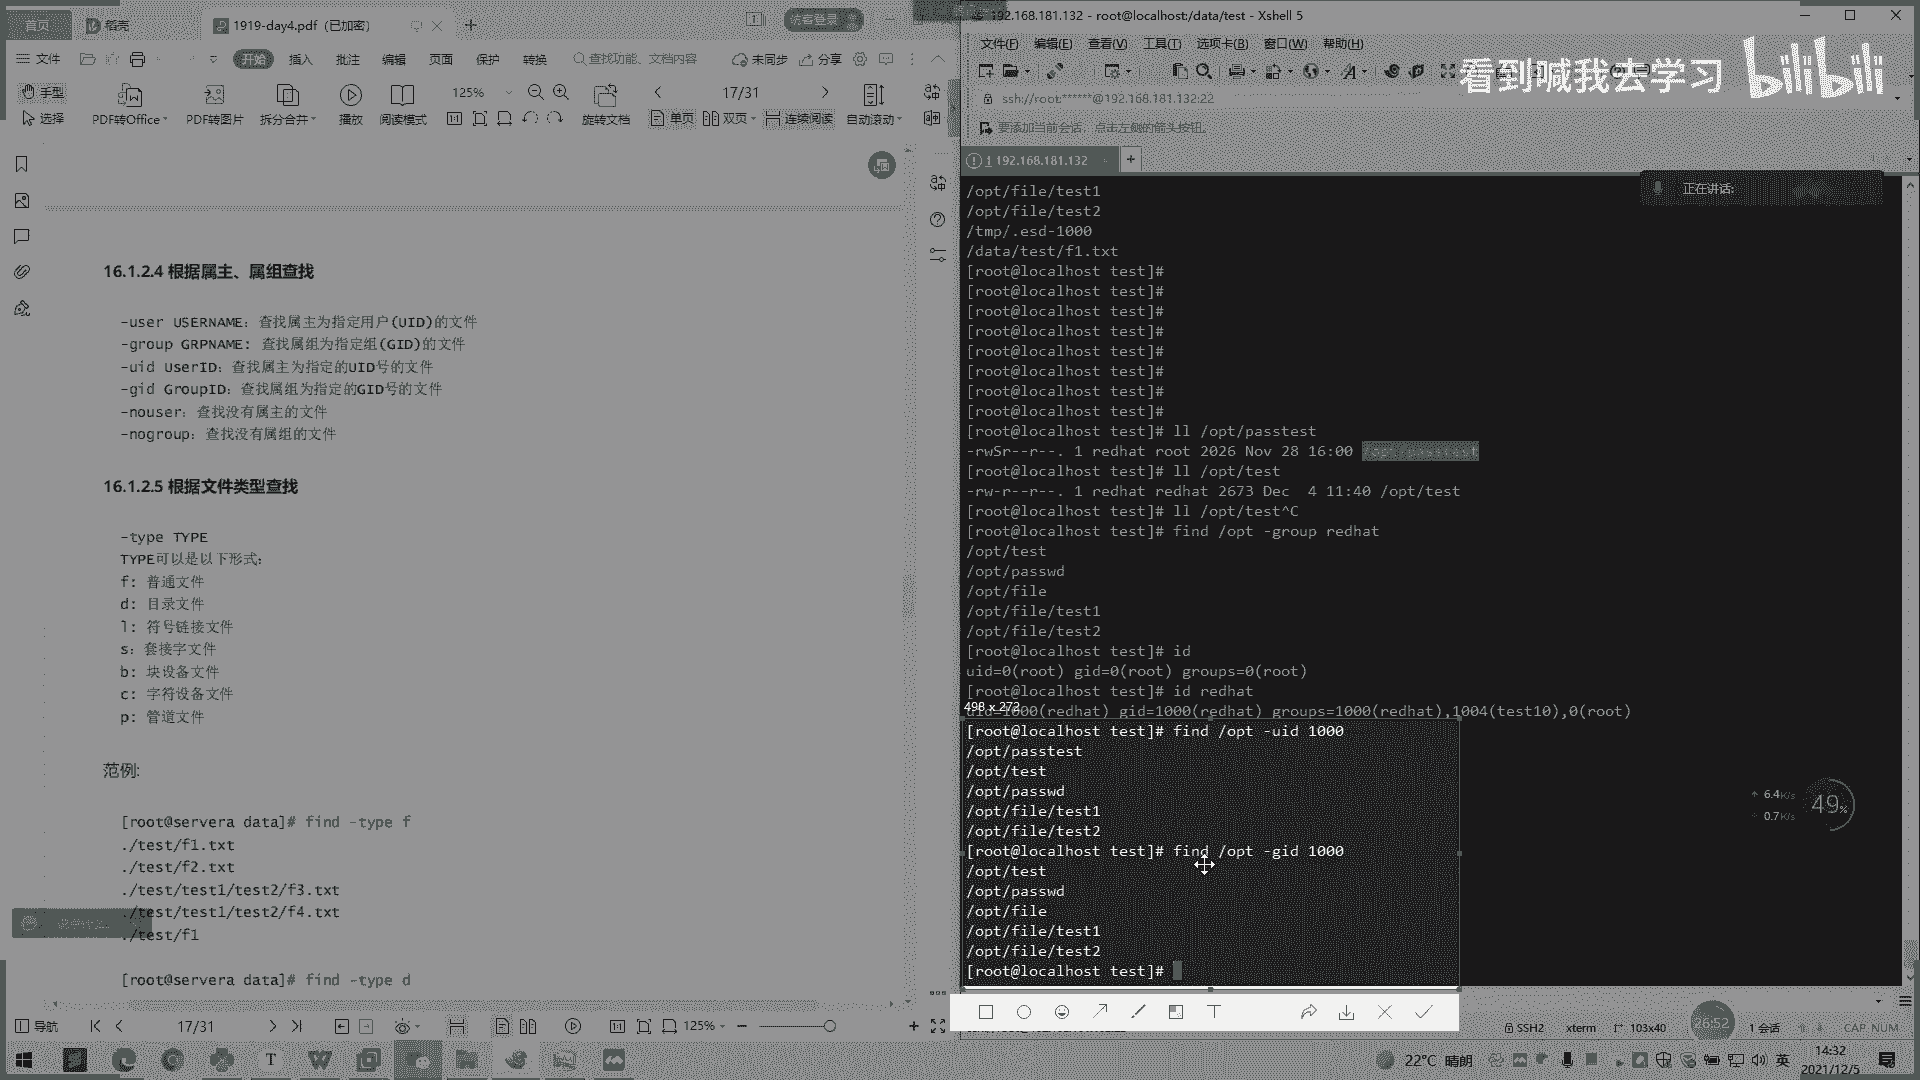 首页
稻壳
1919-day4.pdf（已加密）
访客登录
文件
开始
插入
批注
编辑
页面
保护
转换
查找功能、文档内容
未同步
分享
手型
选择
PDF转Office
PDF转图片
拆分合并
播放
阅读模式
125%
旋转文档
17/31
单页
双页
连续阅读
自动滚动
16.1.2.4 根据属主、属组查找
-user USERNAME：查找属主为指定用户(UID)的文件
-group GRPNAME: 查找属组为指定组(GID)的文件
-uid UserID：查找属主为指定的UID号的文件
-gid GroupID：查找属组为指定的GID号的文件
-nouser：查找没有属主的文件
-nogroup：查找没有属组的文件
16.1.2.5 根据文件类型查找
-type TYPE
TYPE可以是以下形式：
f: 普通文件
d: 目录文件
l: 符号链接文件
s：套接字文件
b: 块设备文件
c: 字符设备文件
p: 管道文件
范例:
[root@servera data]# find -type f
./test/f1.txt
./test/f2.txt
./test/test1/test2/f3.txt
./test/test1/test2/f4.txt
./test/f1
[root@servera data]# find -type d
导航
17/31
125%
192.168.181.132 - root@localhost:/data/test - Xshell 5
文件(F) 编辑(E) 查看(V) 工具(T) 选项卡(B) 窗口(W) 帮助(H)
看到喊我去学习 bilibili
ssh://root:******@192.168.181.132:22
要添加当前会话，点击左侧的箭头按钮。
1 192.168.181.132
正在讲话:
/opt/file/test1
/opt/file/test2
/tmp/.esd-1000
/data/test/f1.txt
[root@localhost test]#
[root@localhost test]#
[root@localhost test]#
[root@localhost test]#
[root@localhost test]#
[root@localhost test]#
[root@localhost test]#
[root@localhost test]#
[root@localhost test]# ll /opt/passtest
-rwSr--r--. 1 redhat root 2026 Nov 28 16:00 /opt/passtest
[root@localhost test]# ll /opt/test
-rw-r--r--. 1 redhat redhat 2673 Dec  4 11:40 /opt/test
[root@localhost test]# ll /opt/test^C
[root@localhost test]# find /opt -group redhat
/opt/test
/opt/passwd
/opt/file
/opt/file/test1
/opt/file/test2
[root@localhost test]# id
uid=0(root) gid=0(root) groups=0(root)
[root@localhost test]# id redhat
498 x 272
uid=1000(redhat) gid=1000(redhat) groups=1000(redhat),1004(test10),0(root)
[root@localhost test]# find /opt -uid 1000
/opt/passtest
/opt/test
/opt/passwd
/opt/file/test1
/opt/file/test2
[root@localhost test]# find /opt -gid 1000
/opt/test
/opt/passwd
/opt/file
/opt/file/test1
/opt/file/test2
[root@localhost test]#
6.4K/s
0.7K/s
49%
SSH2
xterm
103x40
26:52
1 会话
CAP NUM
22°C 晴朗
英
14:32
2021/12/5